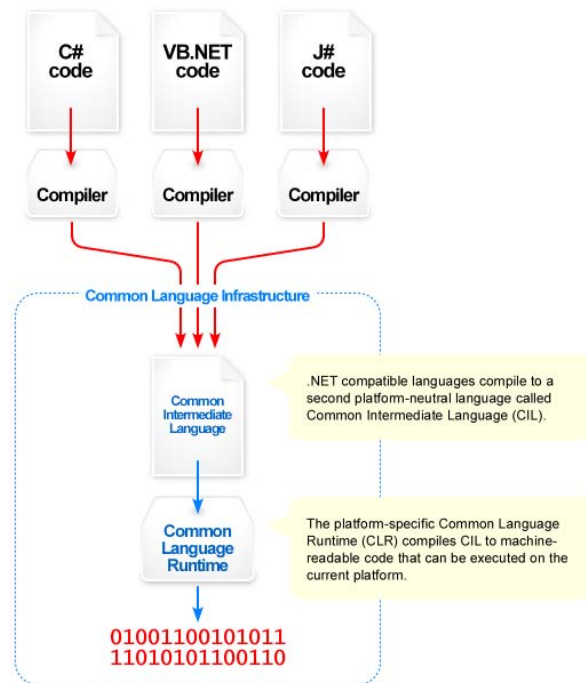 C#
code
VB.NET
code
J#
code
Compiler
Compiler
Compiler
Common Language Infrastructure
Common
Intermediate
Language
.NET compatible languages compile to a
second platform-neutral language called
Common Intermediate Language (CIL).
Common
Language
Runtime
The platform-specific Common Language
Runtime (CLR) compiles CIL to machine-
readable code that can be executed on the
current platform.
01001100101011
11010101100110